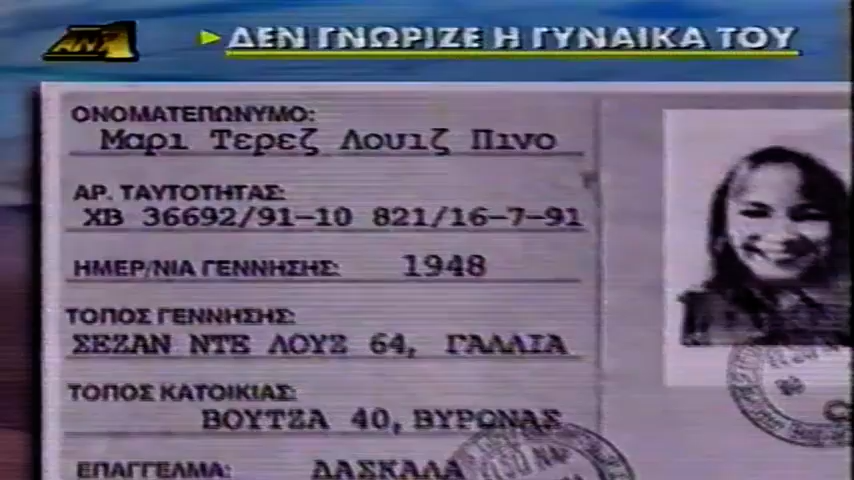 ΑΝΤ1 ΔΕΝ ΓΝΩΡΙΖΕ Η ΓΥΝΑΙΚΑ ΤΟΥ
ΟΝΟΜΑΤΕΠΩΝΥΜΟ:
Μαρι Τερεζ Λουιζ Πινο
ΑΡ. ΤΑΥΤΟΤΗΤΑΣ:
ΧΒ 36692/91-10 821/16-7-91
ΗΜΕΡ/ΝΙΑ ΓΕΝΝΗΣΗΣ: 1948
ΤΟΠΟΣ ΓΕΝΝΗΣΗΣ:
ΣΕΖΑΝ ΝΤΕ ΛΟΥΖ 64, ΓΑΛΛΙΑ
ΤΟΠΟΣ ΚΑΤΟΙΚΙΑΣ:
ΒΟΥΤΖΑ 40, ΒΥΡΩΝΑΣ
ΕΠΑΓΓΕΛΜΑ: ΔΑΣΚΑΛΑ